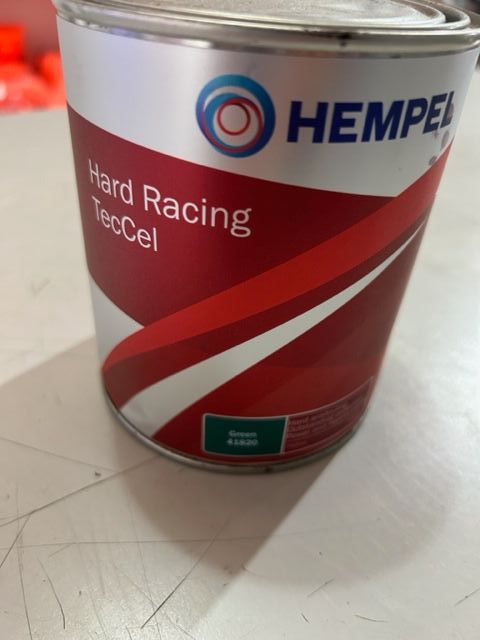 HEMPEL
Hard Racing
TecCel
Green
41820